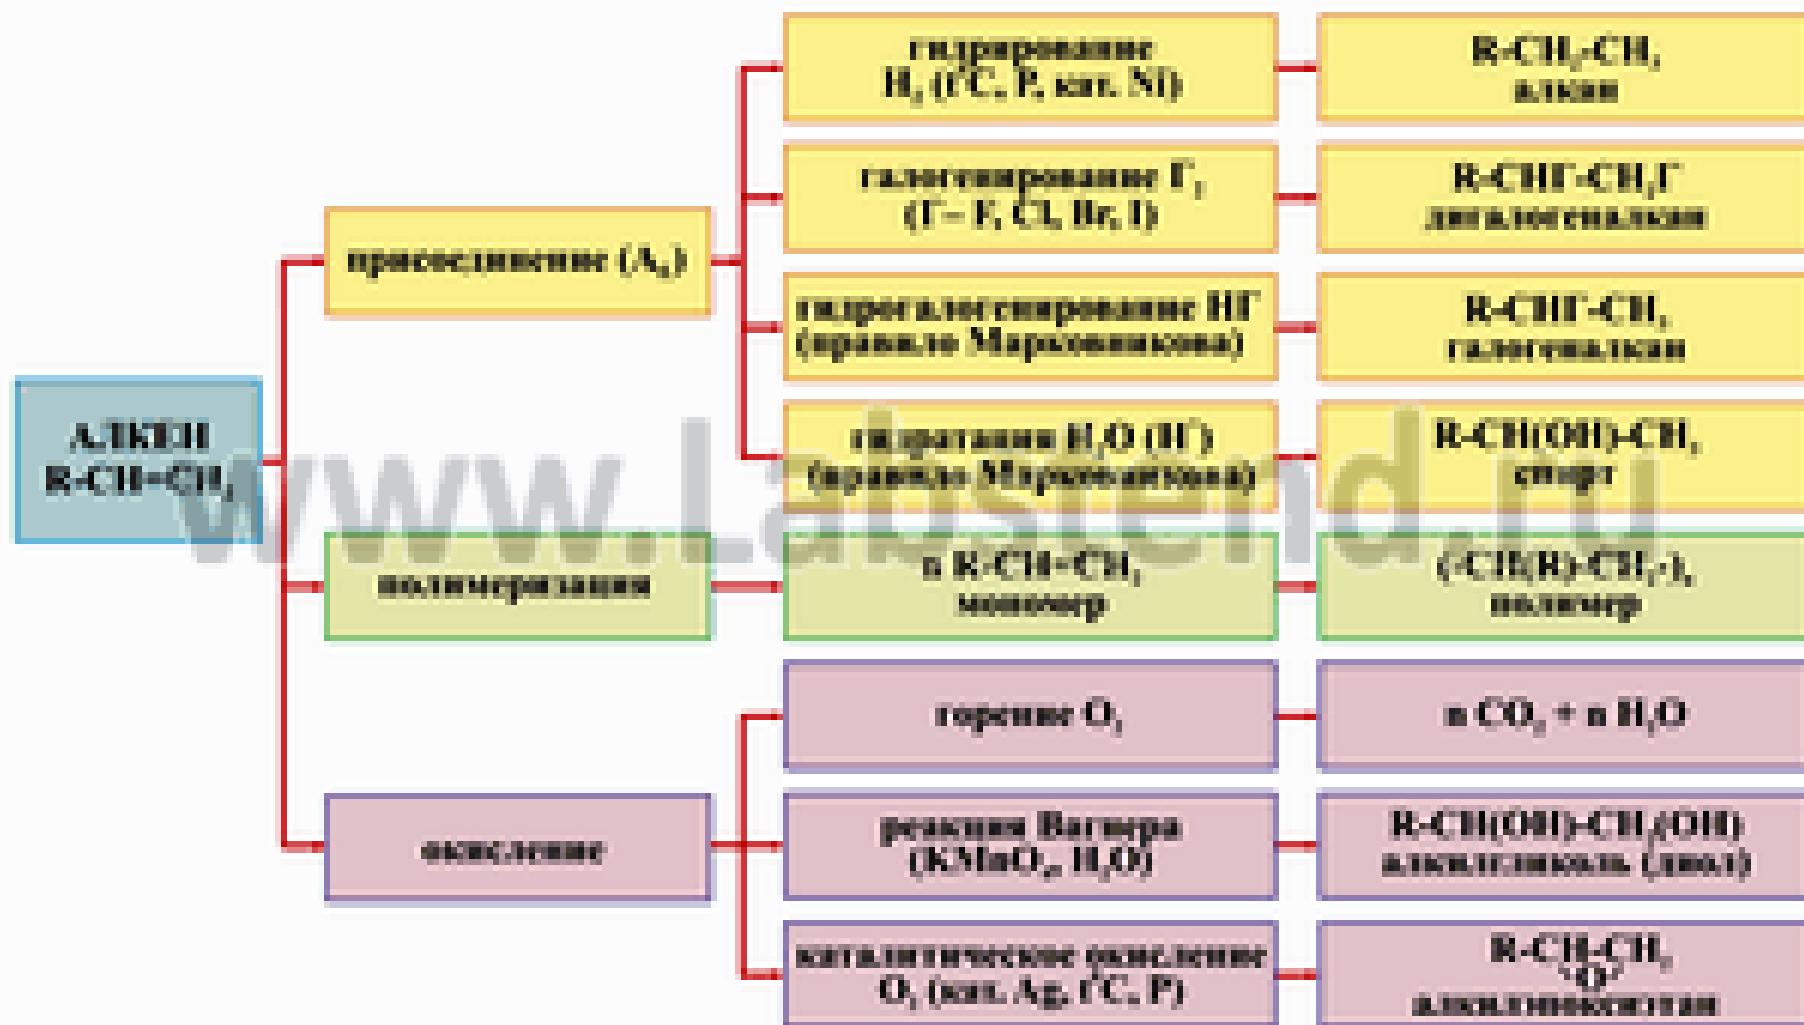 АЛКЕН
R-CH=CH₂
присоединение (Aₑ)
гидрирование
H₂ (t°C, P, кат. Ni)
R-CH₂-CH₃
алкан
галогенирование Г₂
(Г – F, Cl, Br, I)
R-CHГ-CH₂Г
дигалогеналкан
гидрогалогенирование HГ
(правило Марковникова)
R-CHГ-CH₃
галогеналкан
гидратация H₂O (H⁺)
(правило Марковникова)
R-CH(OH)-CH₃
спирт
полимеризация
n R-CH=CH₂
мономер
(-CH(R)-CH₂-)ₙ
полимер
окисление
горение O₂
n CO₂ + n H₂O
реакция Вагнера
(KMnO₄, H₂O)
R-CH(OH)-CH₂(OH)
алкилгликоль (диол)
каталитическое окисление
O₂ (кат. Ag, t°C, P)
R-CH-CH₂
O
алкилэпоксиэтан
www.Labstend.ru